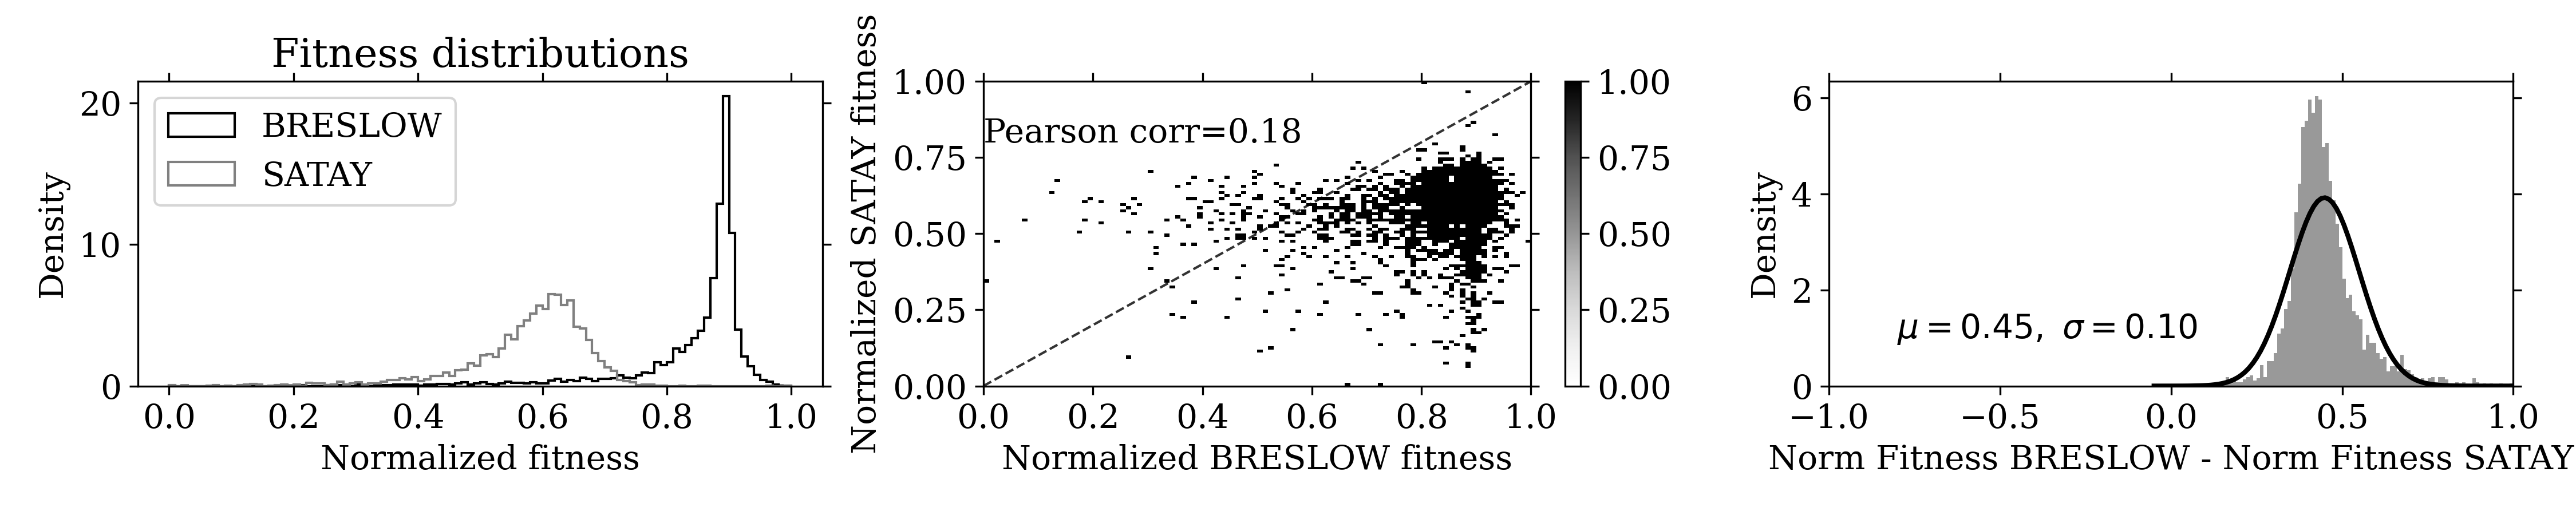 Fitness distributions
BRESLOW
SATAY
20
10
0
Density
0.0 0.2 0.4 0.6 0.8 1.0
Normalized fitness
Normalized SATAY fitness
1.00
0.75
0.50
0.25
0.00
Pearson corr=0.18
0.0 0.2 0.4 0.6 0.8 1.0
Normalized BRESLOW fitness
1.00
0.75
0.50
0.25
0.00
Density
6
4
2
0
μ = 0.45, σ = 0.10
−1.0 −0.5 0.0 0.5 1.0
Norm Fitness BRESLOW - Norm Fitness SATAY